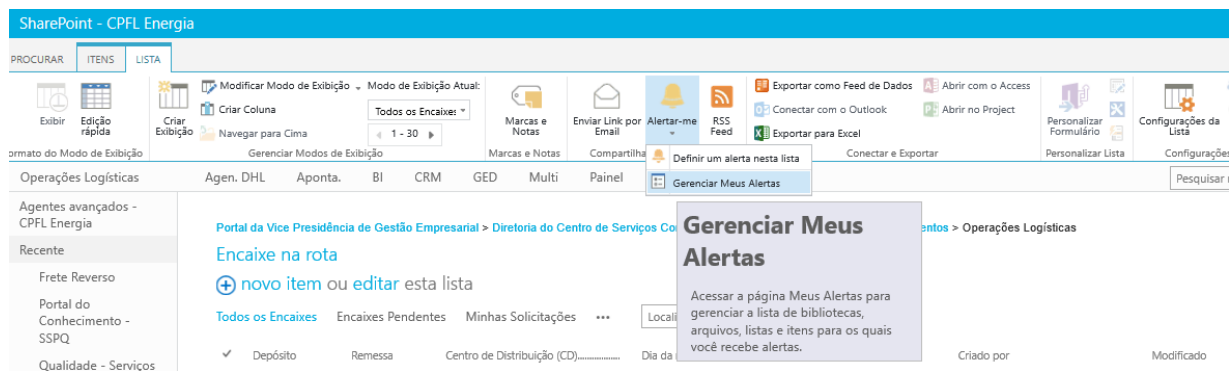 SharePoint - CPFL Energia
PROCURAR ITENS LISTA
Exibir
Edição rápida
Criar Exibição
Modificar Modo de Exibição
Criar Coluna
Navegar para Cima
Modo de Exibição Atual:
Todos os Encaixes
1 - 30
Marcas e Notas
Enviar Link por Email
Alertar-me
RSS Feed
Exportar como Feed de Dados
Conectar com o Outlook
Exportar para Excel
Abrir com o Access
Abrir no Project
Personalizar Formulário
Configurações da Lista
ormato do Modo de Exibição
Gerenciar Modos de Exibição
Marcas e Notas
Compartilha
Conectar e Exportar
Personalizar Lista
Configurações
Definir um alerta nesta lista
Gerenciar Meus Alertas
Operações Logísticas Agen. DHL Aponta. BI CRM GED Multi Painel
Pesquisar
Agentes avançados -
CPFL Energia
Recente
Frete Reverso
Portal do
Conhecimento -
SSPQ
Qualidade - Serviços
Portal da Vice Presidência de Gestão Empresarial > Diretoria do Centro de Serviços Co
entos > Operações Logísticas
Encaixe na rota
novo item ou editar esta lista
Todos os Encaixes Encaixes Pendentes Minhas Solicitações ...
Locali
Depósito Remessa Centro de Distribuição (CD)................. Dia da Criado por Modificado
Gerenciar Meus
Alertas
Acessar a página Meus Alertas para
gerenciar a lista de bibliotecas,
arquivos, listas e itens para os quais
você recebe alertas.